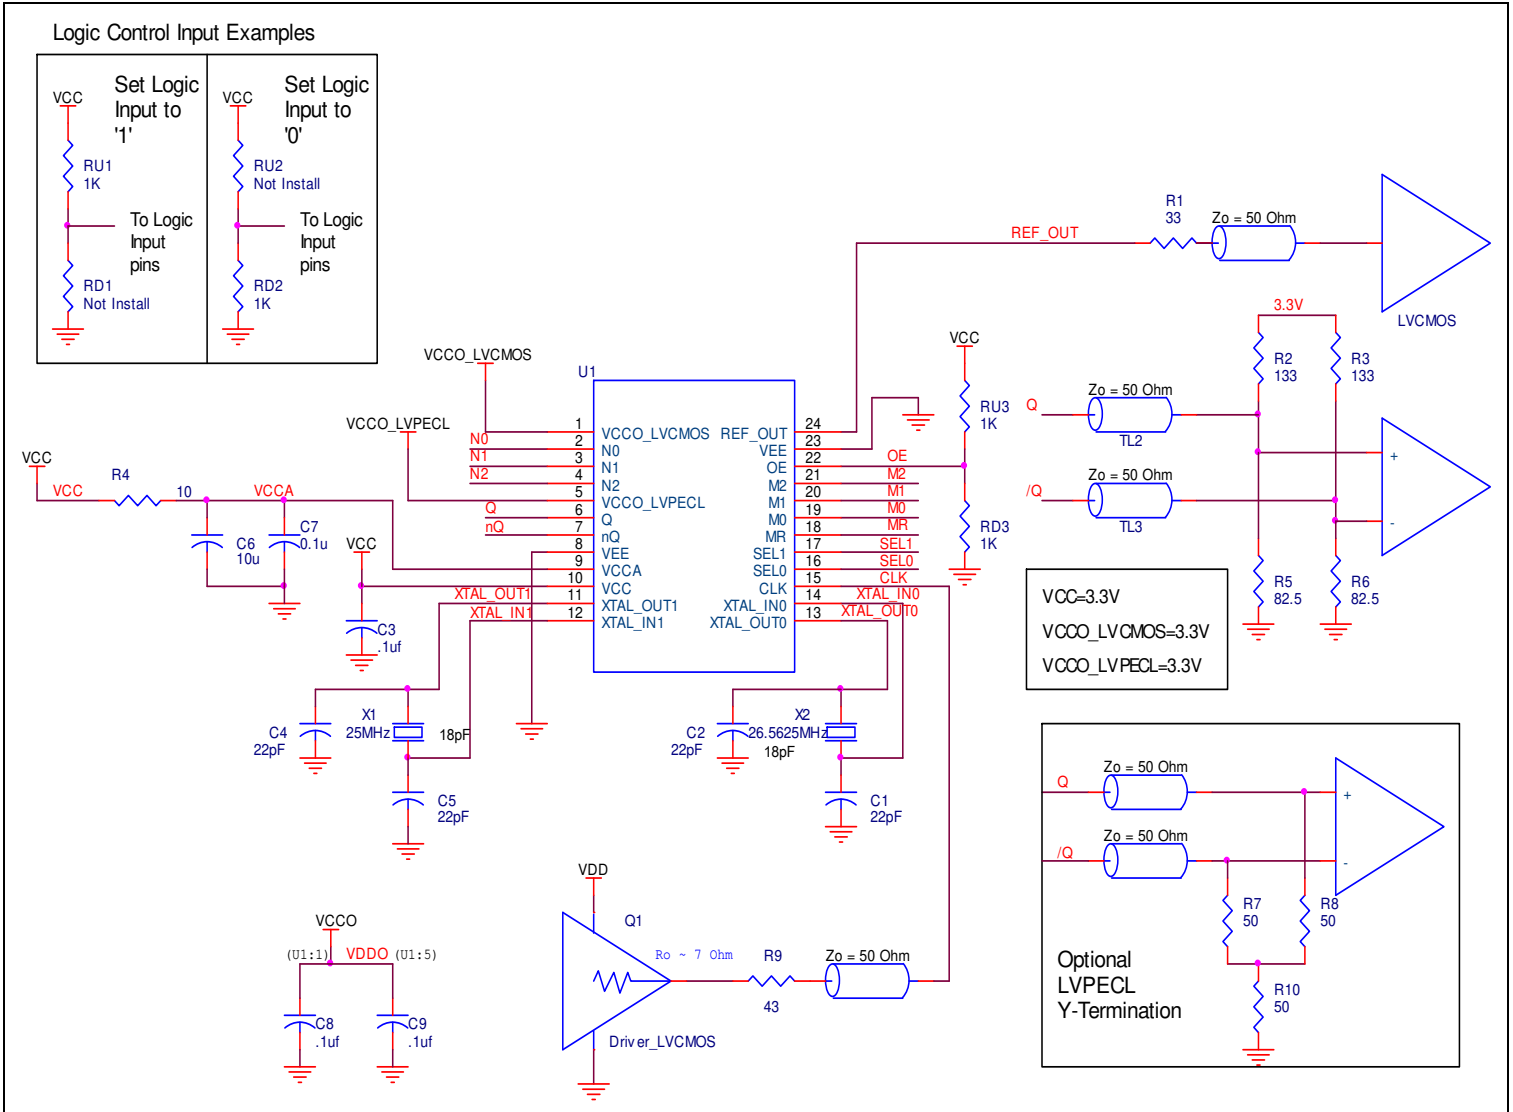 Logic Control Input Examples
VCC
Set Logic
Input to
'1'
RU1
1K
To Logic
Input
pins
RD1
Not Install
VCC
Set Logic
Input to
'0'
RU2
Not Install
To Logic
Input
pins
RD2
1K
R1
33
Zo = 50 Ohm
REF_OUT
LVCMOS
VCCO_LVCMOS
VCCO_LVPECL
U1
1
VCCO_LVCMOS
N0
2
N0
N1
3
N1
N2
4
N2
5
VCCO_LVPECL
Q
6
Q
nQ
7
nQ
8
VEE
9
VCCA
10
VCC
XTAL_OUT1
11
XTAL_OUT1
XTAL_IN1
12
XTAL_IN1
REF_OUT
24
VEE
23
OE
22
OE
M2
21
M2
M1
20
M1
M0
19
M0
MR
18
MR
SEL1
17
SEL1
SEL0
16
SEL0
CLK
15
CLK
XTAL_IN0
14
XTAL_IN0
XTAL_OUT0
13
XTAL_OUT0
VCC
RU3
1K
RD3
1K
VCC
VCC
R4
10
VCCA
C6
10u
C7
0.1u
VCC
C3
.1uf
3.3V
R2
133
R3
133
Q
Zo = 50 Ohm
TL2
/Q
Zo = 50 Ohm
TL3
+
-
R5
82.5
R6
82.5
VCC=3.3V
VCCO_LVCMOS=3.3V
VCCO_LVPECL=3.3V
C4
22pF
X1
25MHz
18pF
C5
22pF
C2
22pF
X2
26.5625MHz
18pF
C1
22pF
VDD
Q1
Ro ~ 7 Ohm
R9
43
Zo = 50 Ohm
Driver_LVCMOS
VCCO
(U1:1)
VDDO
(U1:5)
C8
.1uf
C9
.1uf
Q
Zo = 50 Ohm
/Q
Zo = 50 Ohm
+
-
R7
50
R8
50
R10
50
Optional
LVPECL
Y-Termination